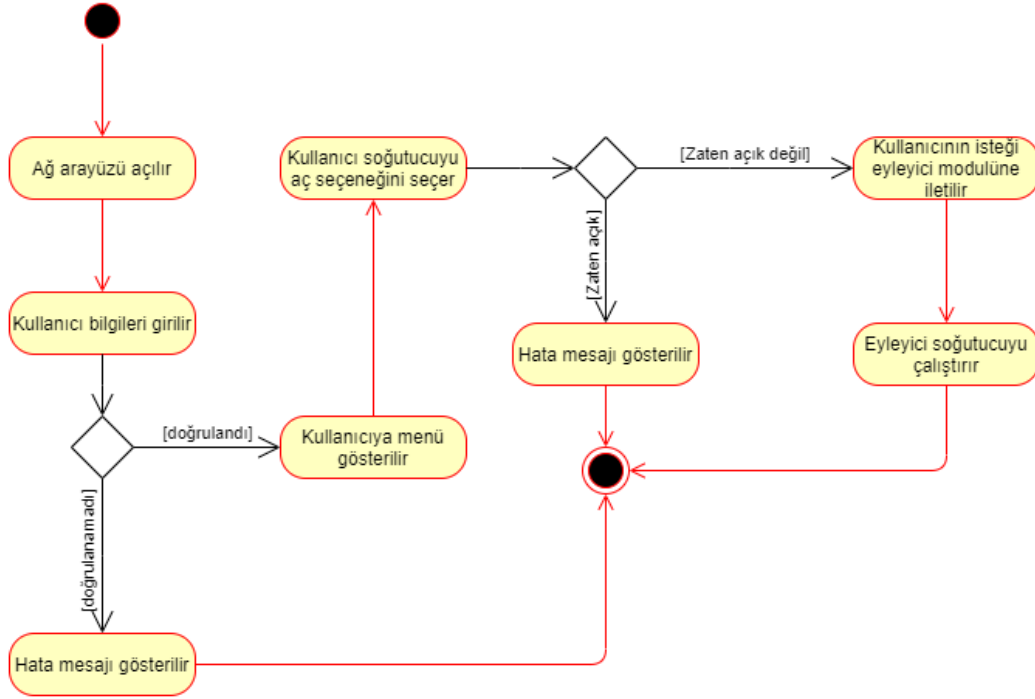 Ağ arayüzü açılır
Kullanıcı bilgileri girilir
[doğrulandı]
[doğrulanamadı]
Hata mesajı gösterilir
Kullanıcıya menü
gösterilir
Kullanıcı soğutucuyu
aç seçeneğini seçer
[Zaten açık değil]
[Zaten açık]
Hata mesajı gösterilir
Kullanıcının isteği
eyleyici modulüne
iletilir
Eyleyici soğutucuyu
çalıştırır